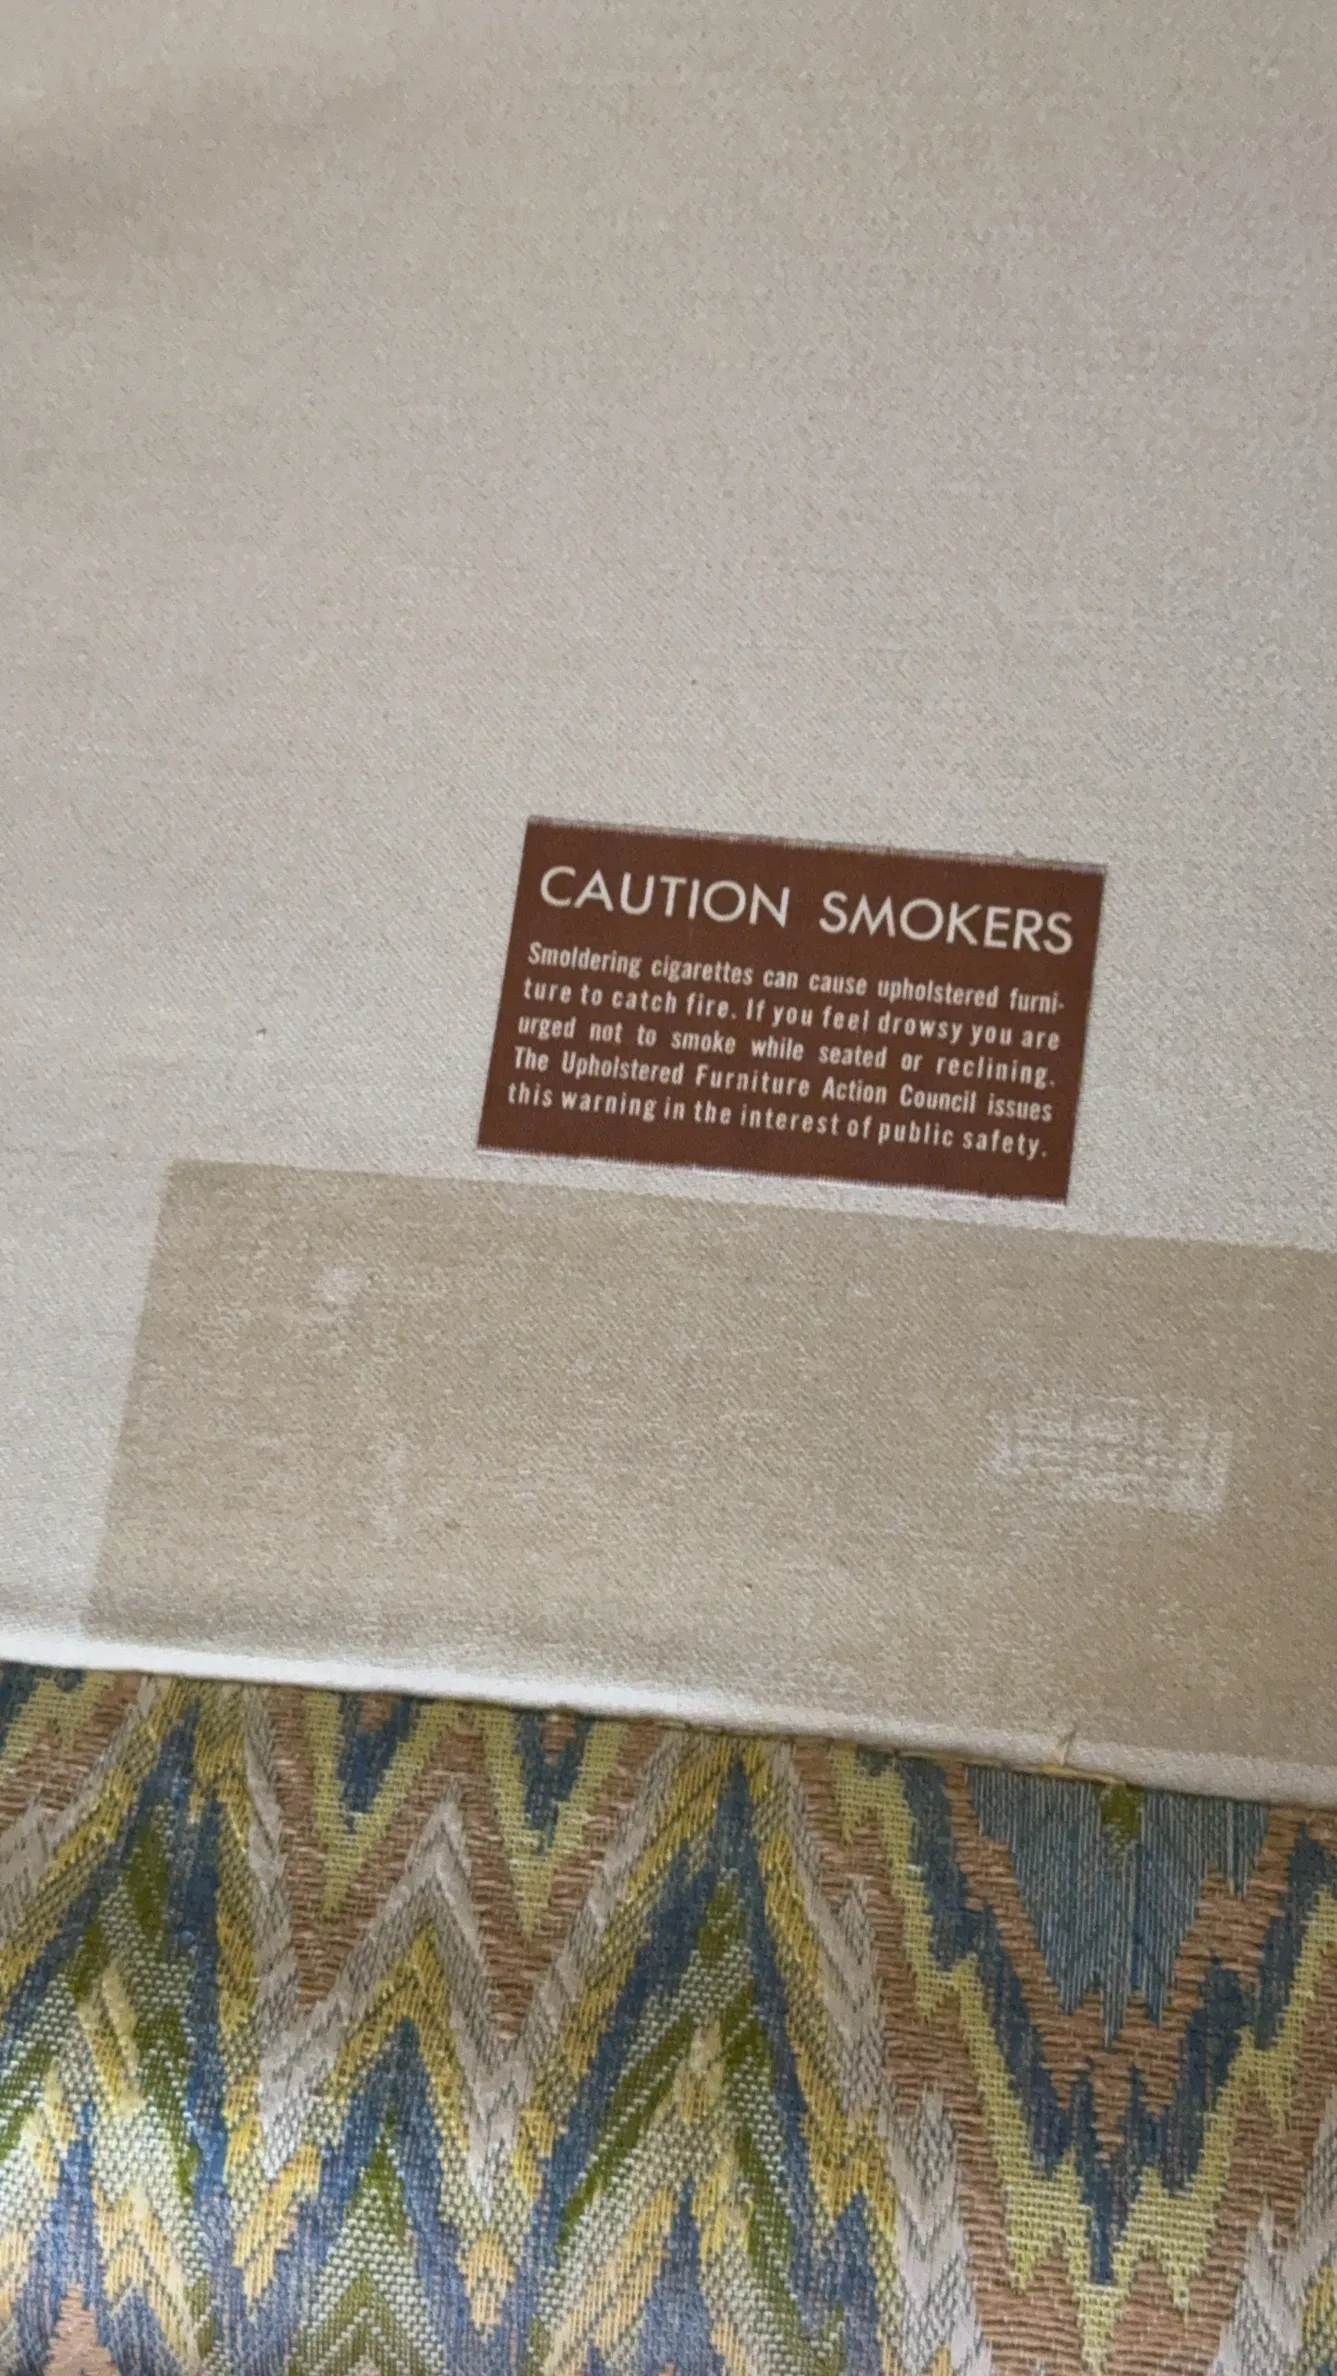 CAUTION SMOKERS
Smoldering cigarettes can cause upholstered furni-
ture to catch fire. If you feel drowsy you are
urged not to smoke while seated or reclining.
The Upholstered Furniture Action Council issues
this warning in the interest of public safety.